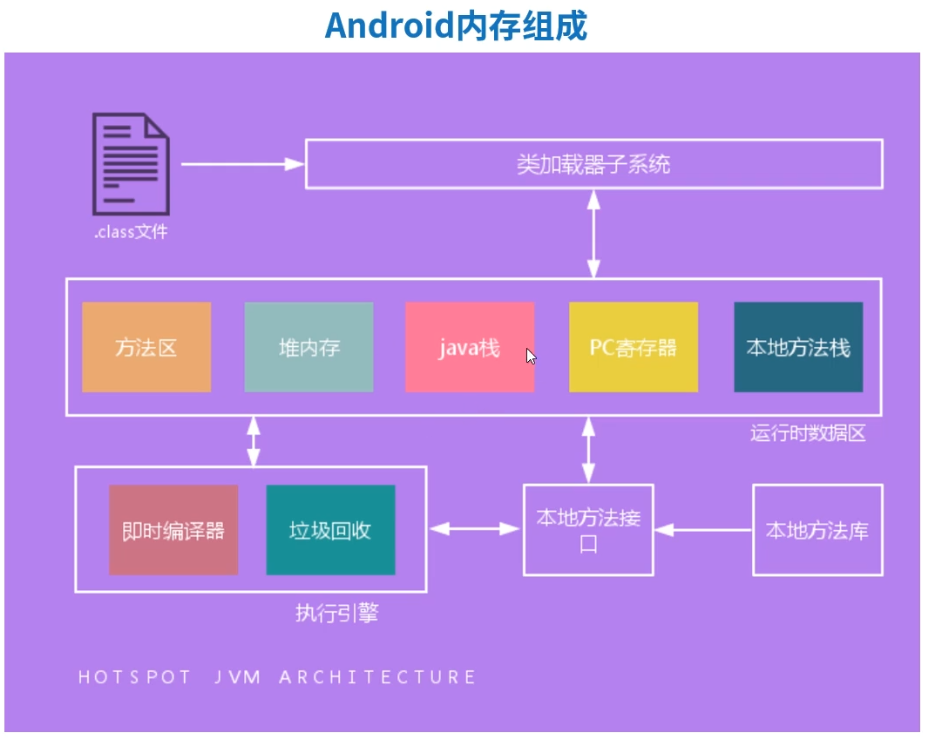 Android内存组成
类加载器子系统
.class文件
方法区
堆内存
java栈
PC寄存器
本地方法栈
运行时数据区
即时编译器
垃圾回收
本地方法接
口
本地方法库
执行引擎
HOTSPOT JVM ARCHITECTURE